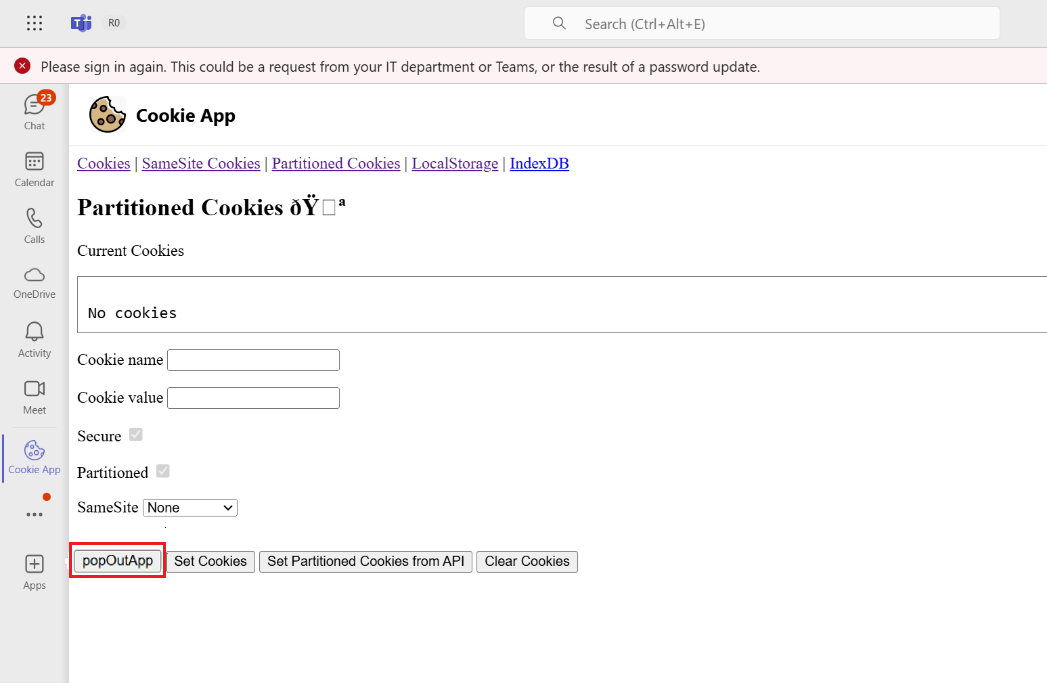 R0
Search (Ctrl+Alt+E)
Please sign in again. This could be a request from your IT department or Teams, or the result of a password update.
23
Chat
Calendar
Calls
OneDrive
Activity
Meet
Cookie App
Apps
Cookie App
Cookies | SameSite Cookies | Partitioned Cookies | LocalStorage | IndexDB
Partitioned Cookies ðŸ□ª
Current Cookies
No cookies
Cookie name
Cookie value
Secure
Partitioned
SameSite None
popOutApp Set Cookies Set Partitioned Cookies from API Clear Cookies